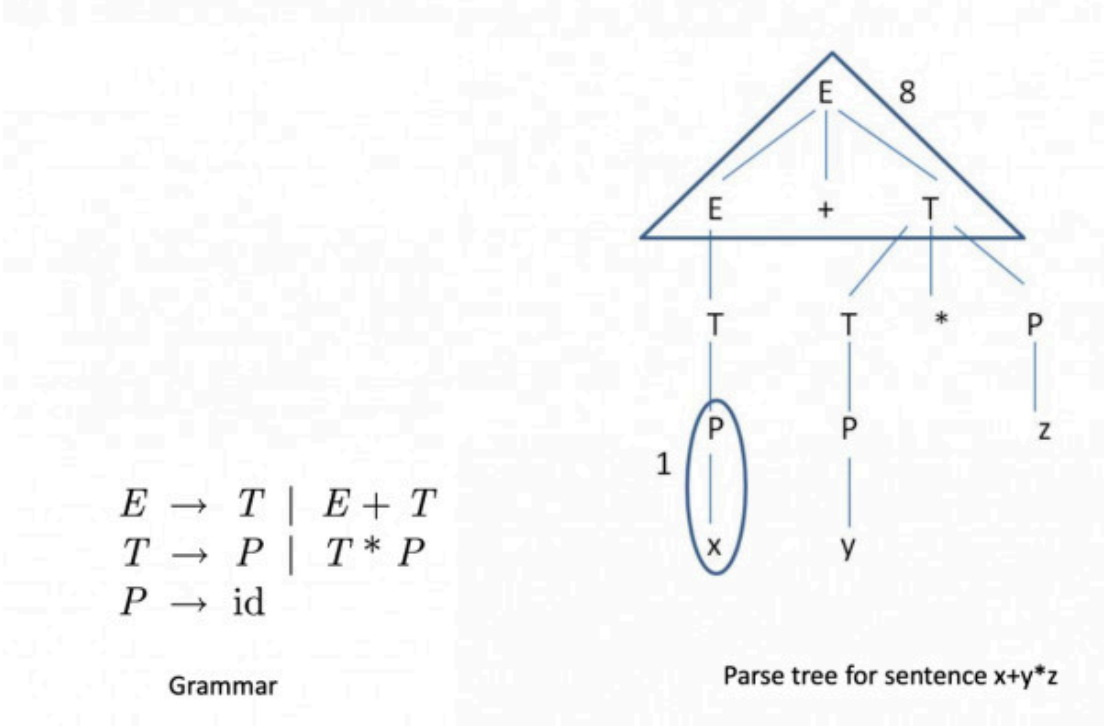 E 8
E + T
T T * P
P P z
1
x y
E → T | E + T
T → P | T * P
P → id
Grammar
Parse tree for sentence x+y*z